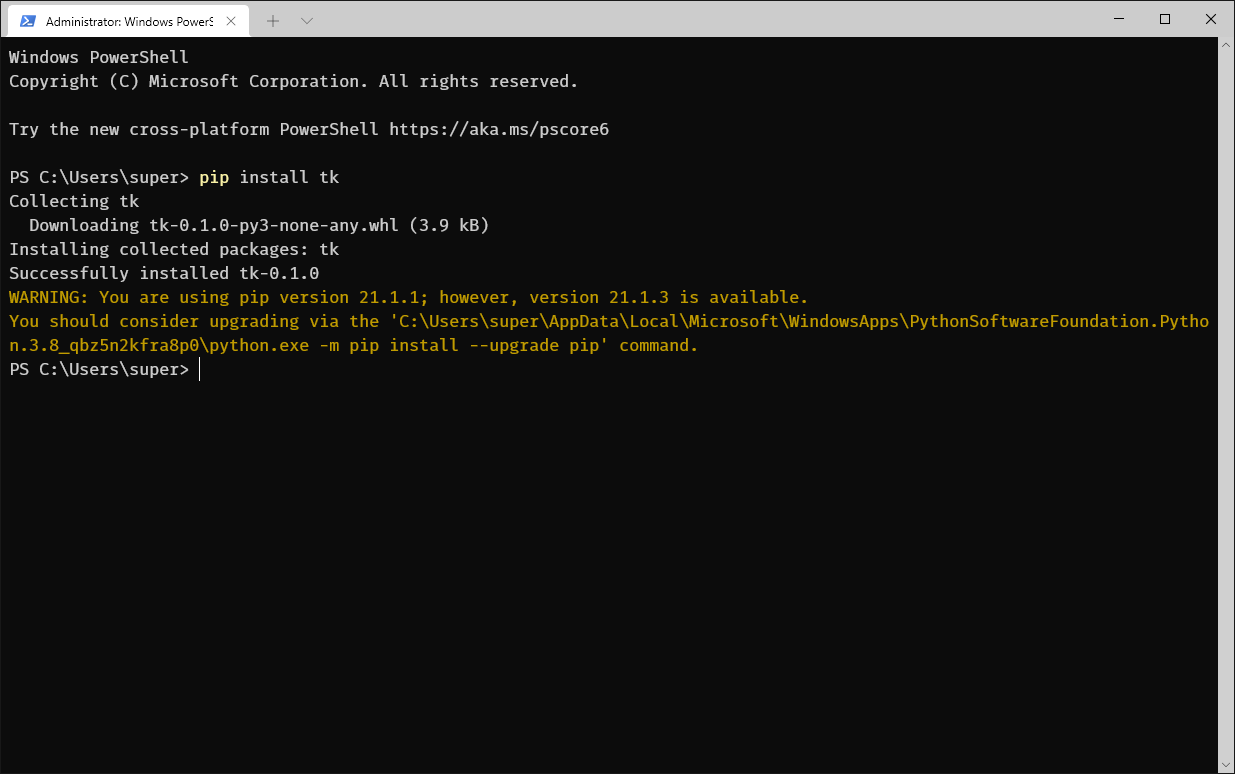 Administrator: Windows PowerS
Windows PowerShell
Copyright (C) Microsoft Corporation. All rights reserved.
Try the new cross-platform PowerShell https://aka.ms/pscore6
PS C:\Users\super> pip install tk
Collecting tk
  Downloading tk-0.1.0-py3-none-any.whl (3.9 kB)
Installing collected packages: tk
Successfully installed tk-0.1.0
WARNING: You are using pip version 21.1.1; however, version 21.1.3 is available.
You should consider upgrading via the 'C:\Users\super\AppData\Local\Microsoft\WindowsApps\PythonSoftwareFoundation.Pytho
n.3.8_qbz5n2kfra8p0\python.exe -m pip install --upgrade pip' command.
PS C:\Users\super>